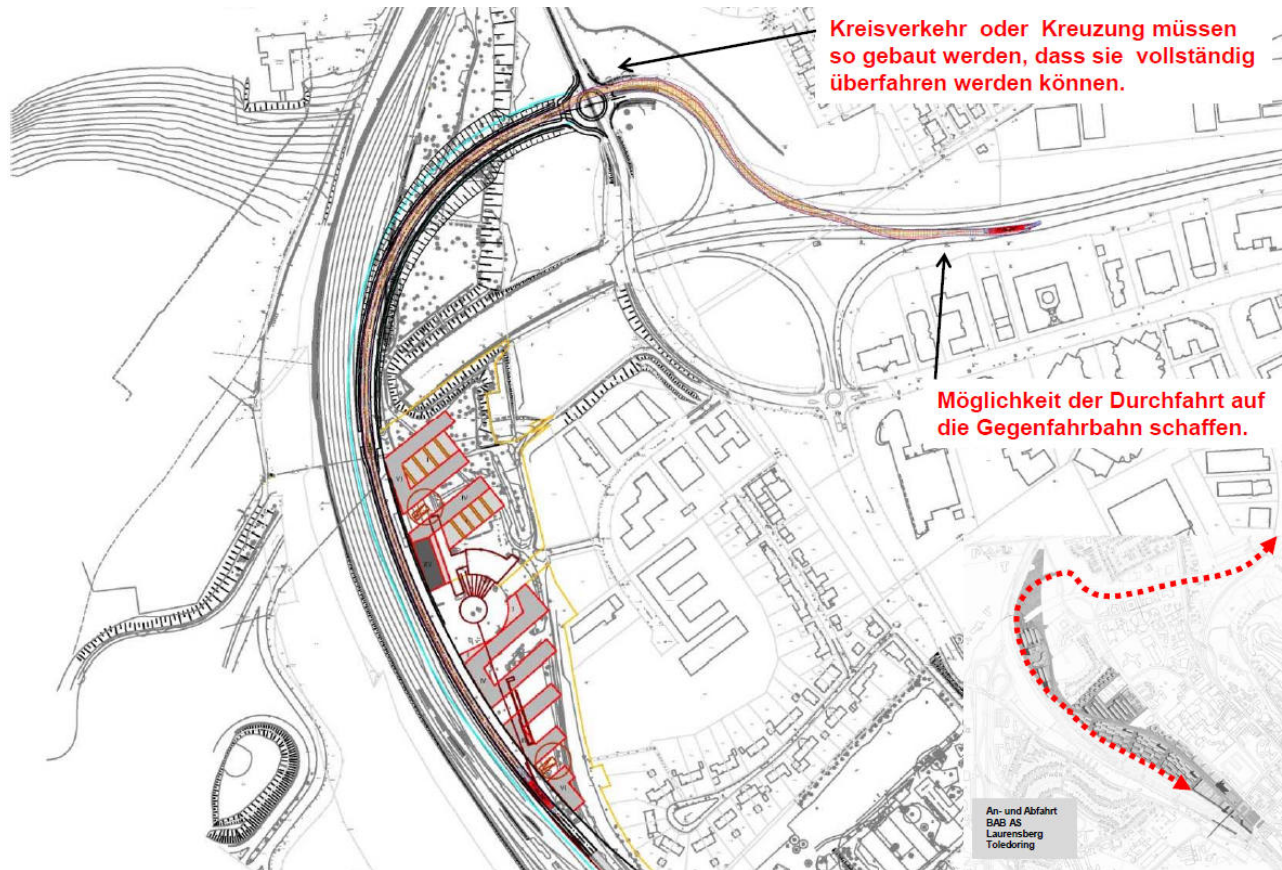 Kreisverkehr oder Kreuzung müssen
so gebaut werden, dass sie vollständig
überfahren werden können.
Möglichkeit der Durchfahrt auf
die Gegenfahrbahn schaffen.
An- und Abfahrt
BAB AS
Laurensberg
Toledoring